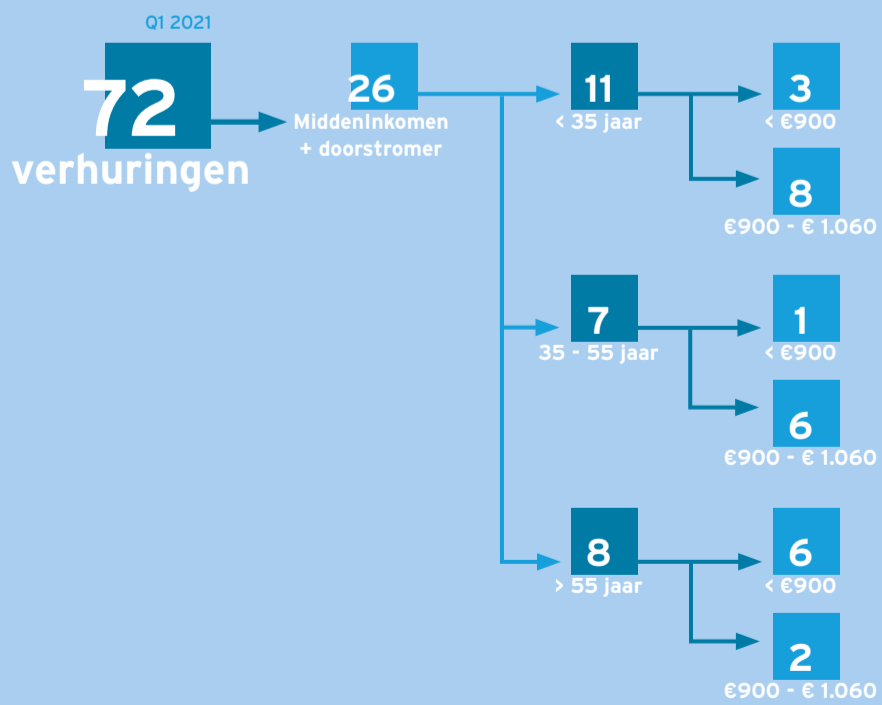 Q1 2021
72
verhuringen
26
MiddenInkomen
+ doorstromer
11
< 35 jaar
3
< €900
8
€900 - € 1.060
7
35 - 55 jaar
1
< €900
6
€900 - € 1.060
8
> 55 jaar
6
< €900
2
€900 - € 1.060